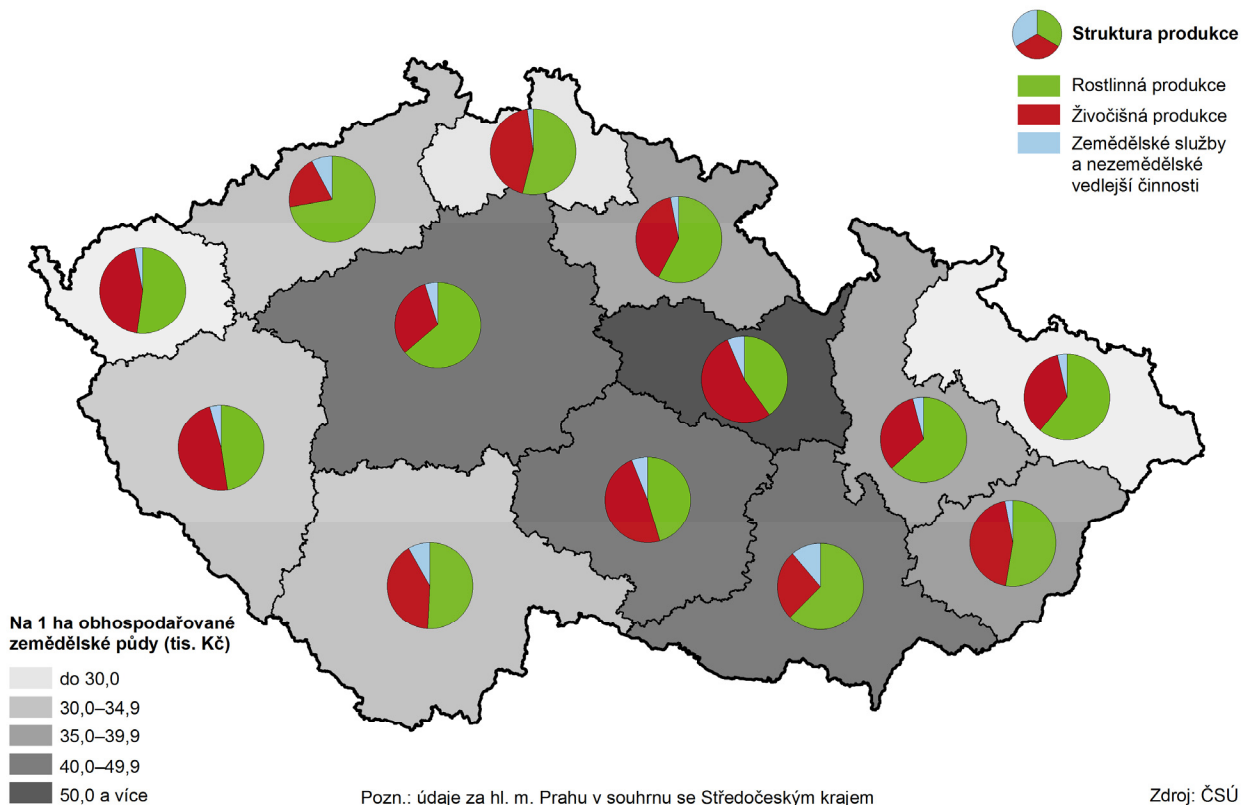 Struktura produkce
Rostlinná produkce
Živočišná produkce
Zemědělské služby
a nezemědělské
vedlejší činnosti
Na 1 ha obhospodařované
zemědělské půdy (tis. Kč)
do 30,0
30,0–34,9
35,0–39,9
40,0–49,9
50,0 a více
Pozn.: údaje za hl. m. Prahu v souhrnu se Středočeským krajem
Zdroj: ČSÚ